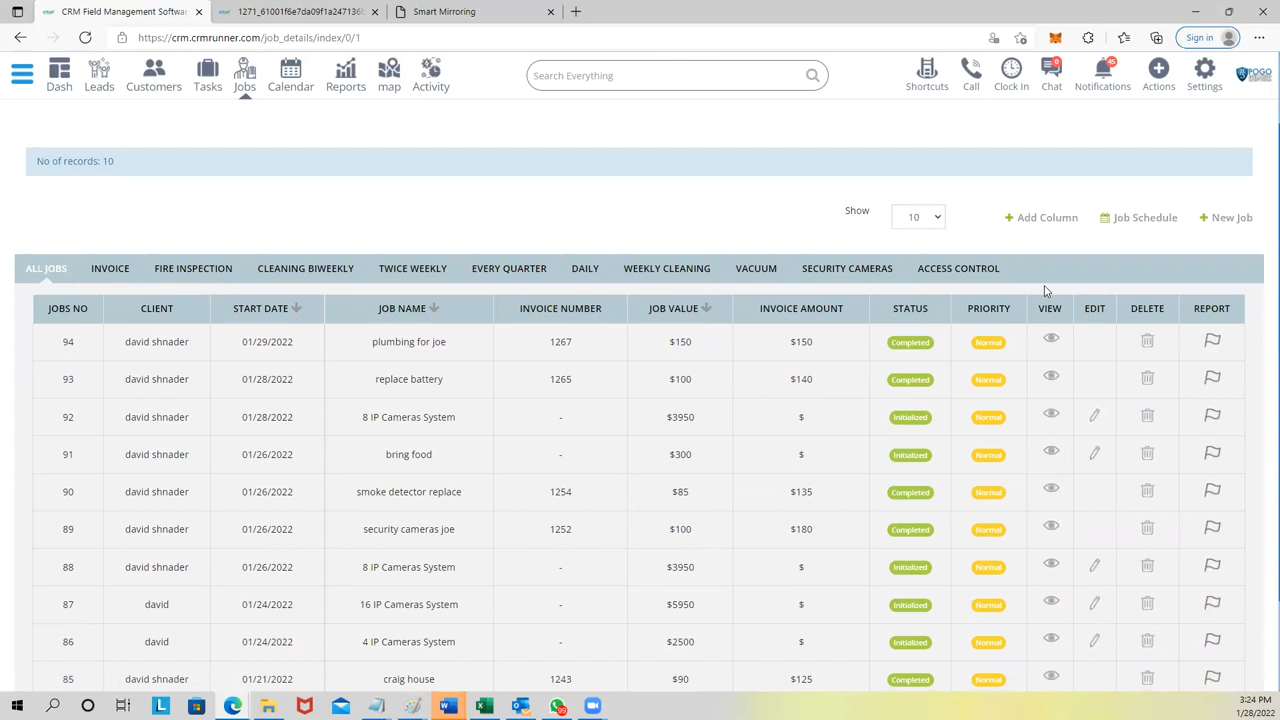 CRM Field Management Softwa
1271_61001f6e7da09f1a247136b
Smart Mirroring
https://crm.crmrunner.com/job_details/index/0/1
Sign in
Dash
Leads
Customers
Tasks
Jobs
Calendar
Reports
map
Activity
Search Everything
Shortcuts
Call
Clock In
0
Chat
45
Notifications
Actions
Settings
POGO
No of records: 10
Show
10
Add Column
Job Schedule
New Job
ALL JOBS INVOICE FIRE INSPECTION CLEANING BIWEEKLY TWICE WEEKLY EVERY QUARTER DAILY WEEKLY CLEANING VACUUM SECURITY CAMERAS ACCESS CONTROL
JOBS NO CLIENT START DATE JOB NAME INVOICE NUMBER JOB VALUE INVOICE AMOUNT STATUS PRIORITY VIEW EDIT DELETE REPORT
94 david shnader 01/29/2022 plumbing for joe 1267 $150 $150 Completed Normal
93 david shnader 01/28/2022 replace battery 1265 $100 $140 Completed Normal
92 david shnader 01/28/2022 8 IP Cameras System - $3950 $ Initialized Normal
91 david shnader 01/26/2022 bring food - $300 $ Initialized Normal
90 david shnader 01/26/2022 smoke detector replace 1254 $85 $135 Completed Normal
89 david shnader 01/26/2022 security cameras joe 1252 $100 $180 Completed Normal
88 david shnader 01/26/2022 8 IP Cameras System - $3950 $ Initialized Normal
87 david 01/24/2022 16 IP Cameras System - $5950 $ Initialized Normal
86 david 01/24/2022 4 IP Cameras System - $2500 $ Initialized Normal
85 david shnader 01/21/2022 craig house 1243 $90 $125 Completed Normal
99
3:24 PM
1/28/2022